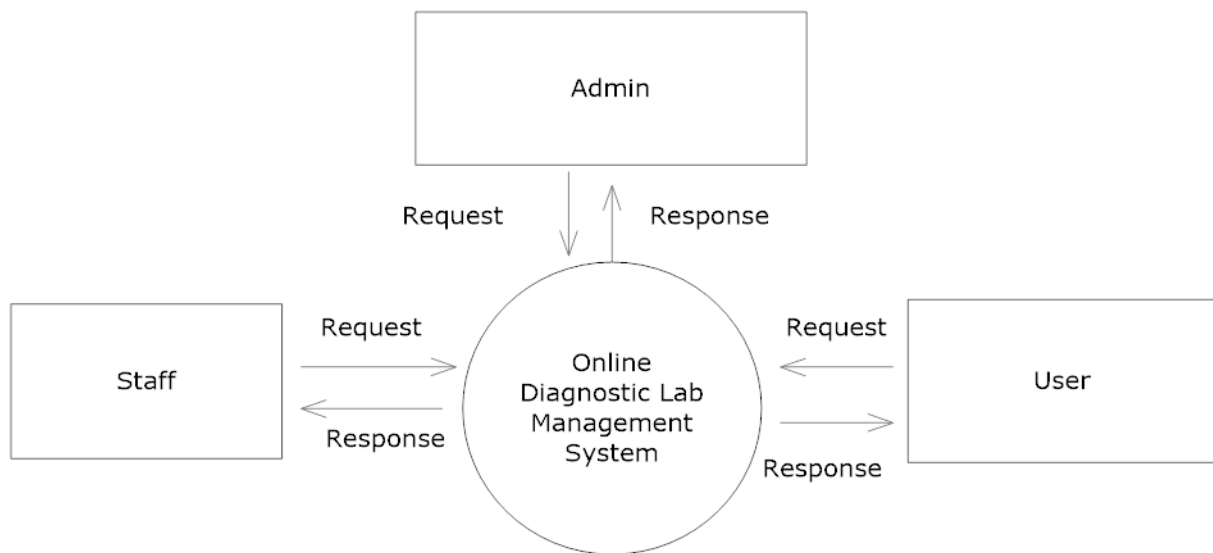 Admin
Request
Response
Staff
Request
Response
Online
Diagnostic Lab
Management
System
Request
Response
User